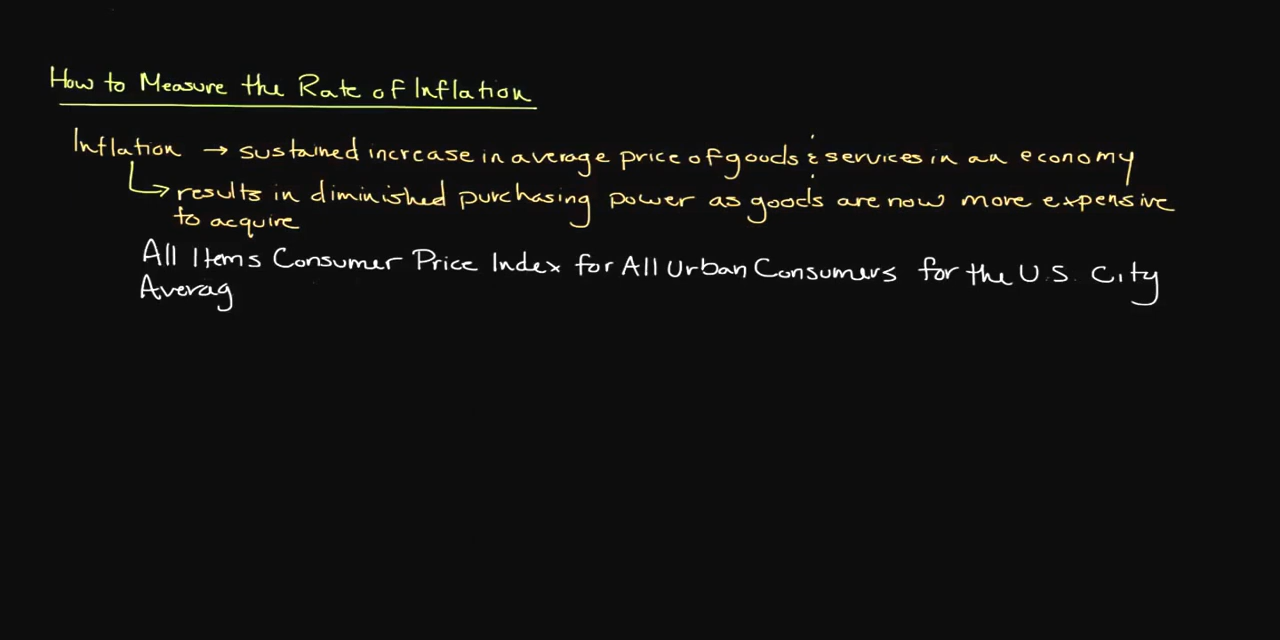 How to Measure the Rate of Inflation
Inflation → sustained increase in average price of goods & services in an economy
↳ results in diminished purchasing power as goods are now more expensive
to acquire
All Items Consumer Price Index for All Urban Consumers for the U.S. City
Averag